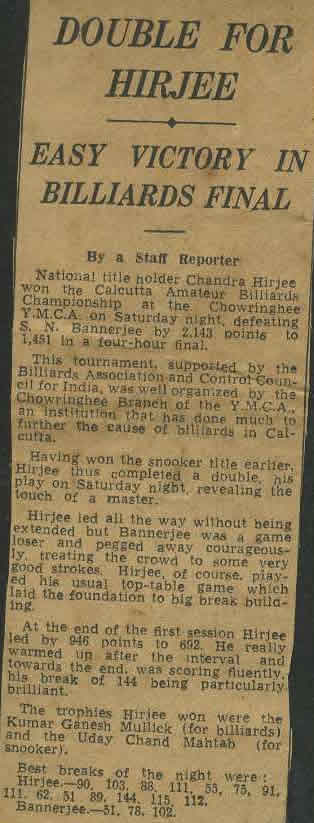 DOUBLE FOR
HIRJEE
EASY VICTORY IN
BILLIARDS FINAL
By a Staff Reporter
National title holder Chandra Hirjee
won the Calcutta Amateur Billiards
Championship at the Chowringhee
Y.M.C.A. on Saturday night, defeating
S. N. Bannerjee by 2,143 points to
1,451 in a four-hour final.
This tournament, supported by the
Billiards Association and Control Coun-
cil for India, was well organized by the
Chowringhee Branch of the Y.M.C.A.,
an institution that has done much to
further the cause of billiards in Cal-
cutta.
Having won the snooker title earlier,
Hirjee thus completed a double, his
play on Saturday night, revealing the
touch of a master.
Hirjee led all the way without being
extended but Bannerjee was a game
loser and pegged away courageous-
ly, treating the crowd to some very
good strokes. Hirjee, of course, play-
ed his usual top-table game which
laid the foundation to big break build-
ing.
At the end of the first session Hirjee
led by 946 points to 692. He really
warmed up after the interval and
towards the end, was scoring fluently,
his break of 144 being particularly
brilliant.
The trophies Hirjee won were the
Kumar Ganesh Mullick (for billiards)
and the Uday Chand Mahtab (for
snooker).
Best breaks of the night were:
Hirjee.—90, 103, 88, 111, 55, 75, 91,
111, 62, 51 89, 144, 115, 112.
Bannerjee.—51, 78, 102.